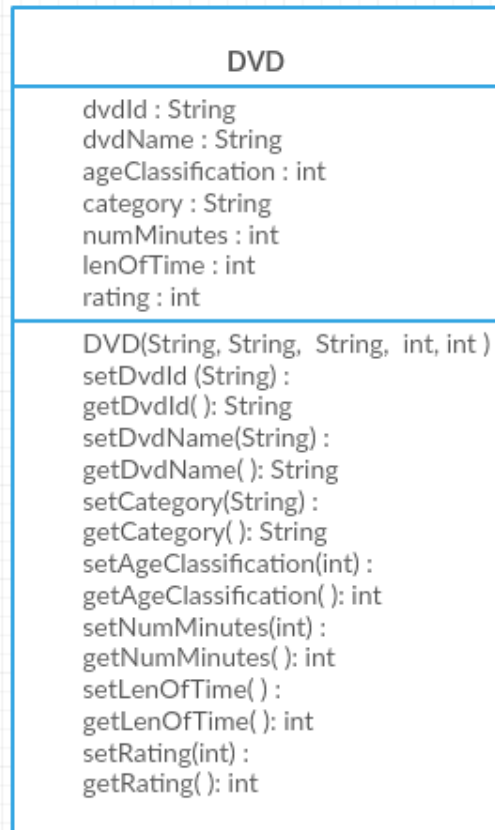 DVD
dvdId : String
dvdName : String
ageClassification : int
category : String
numMinutes : int
lenOfTime : int
rating : int
DVD(String, String, String, int, int )
setDvdId (String) :
getDvdId( ): String
setDvdName(String) :
getDvdName( ): String
setCategory(String) :
getCategory( ): String
setAgeClassification(int) :
getAgeClassification( ): int
setNumMinutes(int) :
getNumMinutes( ): int
setLenOfTime( ) :
getLenOfTime( ): int
setRating(int) :
getRating( ): int